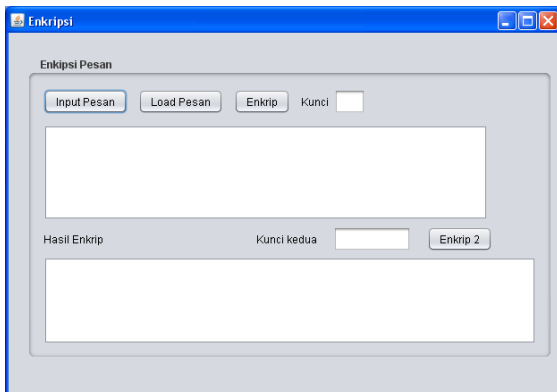 Enkripsi
Enkipsi Pesan
Input Pesan Load Pesan Enkrip Kunci
Hasil Enkrip Kunci kedua Enkrip 2